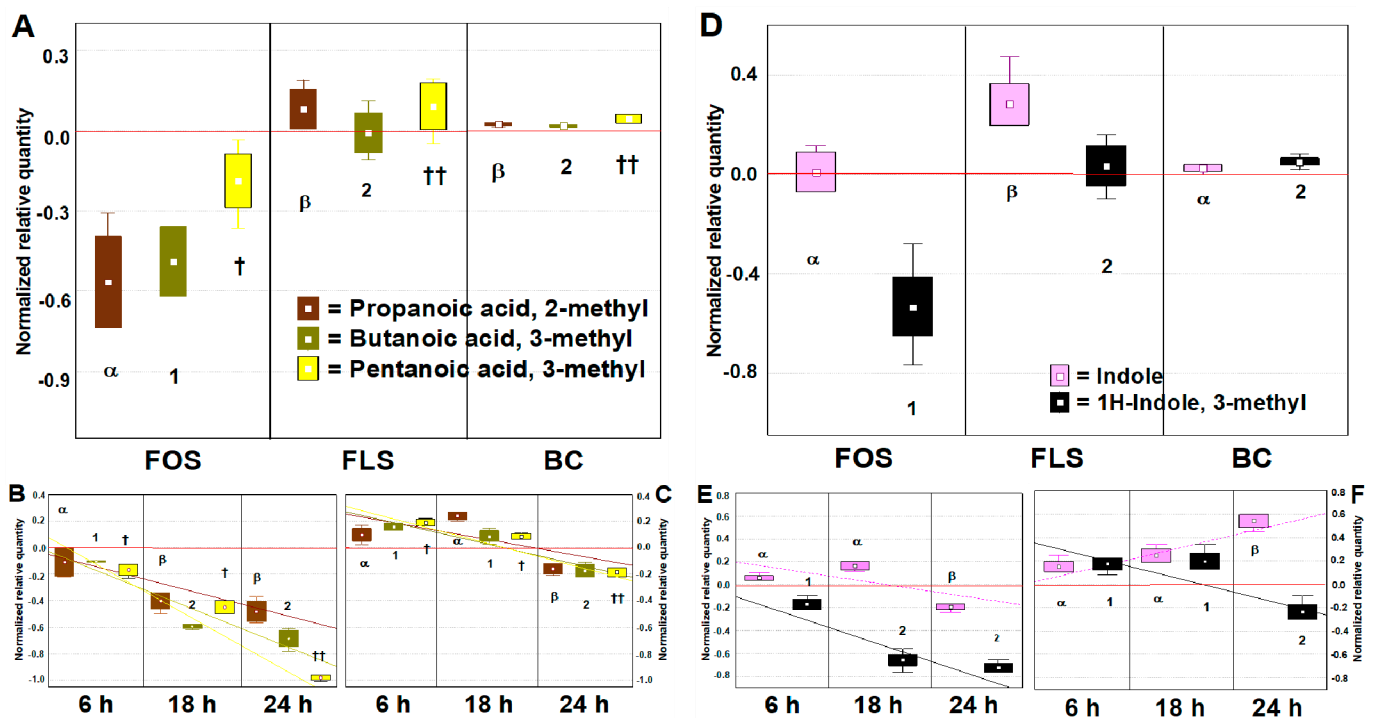 A
Normalized relative quantity
0.3
0.0
-0.3
-0.6
-0.9
α
1
†
β
2
††
β
2
††
= Propanoic acid, 2-methyl
= Butanoic acid, 3-methyl
= Pentanoic acid, 3-methyl
FOS FLS BC
D
Normalized relative quantity
0.4
0.0
-0.4
-0.8
α
1
β
2
α
2
= Indole
= 1H-Indole, 3-methyl
FOS FLS BC
B
Normalized relative quantity
0.4
0.2
0.0
-0.2
-0.4
-0.6
-0.8
-1.0
α
1
†
β
2
†
β
2
††
6 h 18 h 24 h
C
Normalized relative quantity
0.4
0.2
0.0
-0.2
-0.4
-0.6
-0.8
-1.0
α
1
†
α
1
†
β
2
††
6 h 18 h 24 h
E
Normalized relative quantity
0.8
0.6
0.4
0.2
0.0
-0.2
-0.4
-0.6
-0.8
α
1
α
2
β
2
6 h 18 h 24 h
F
Normalized relative quantity
0.8
0.6
0.4
0.2
0.0
-0.2
-0.4
-0.6
-0.8
α
1
α
1
β
2
6 h 18 h 24 h